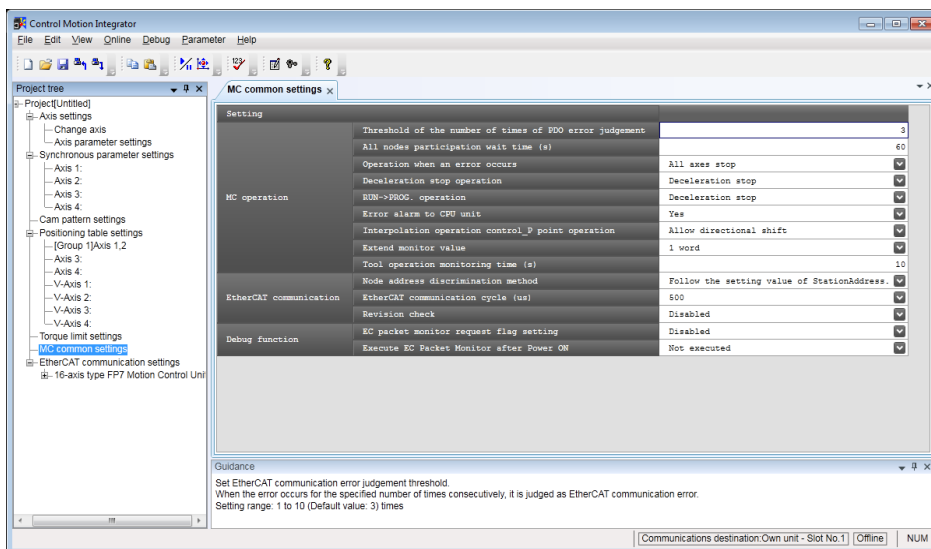 Control Motion Integrator
File Edit View Online Debug Parameter Help
Project tree
MC common settings
Project[Untitled]
Axis settings
Change axis
Axis parameter settings
Synchronous parameter settings
Axis 1:
Axis 2:
Axis 3:
Axis 4:
Cam pattern settings
Positioning table settings
[Group 1]Axis 1,2
Axis 3:
Axis 4:
V-Axis 1:
V-Axis 2:
V-Axis 3:
V-Axis 4:
Torque limit settings
MC common settings
EtherCAT communication settings
16-axis type FP7 Motion Control Uni
Setting
MC operation
Threshold of the number of times of PDO error judgement 3
All nodes participation wait time (s) 60
Operation when an error occurs All axes stop
Deceleration stop operation Deceleration stop
RUN->PROG. operation Deceleration stop
Error alarm to CPU unit Yes
Interpolation operation control_P point operation Allow directional shift
Extend monitor value 1 word
Tool operation monitoring time (s) 10
EtherCAT communication
Node address discrimination method Follow the setting value of StationAddress.
EtherCAT communication cycle (us) 500
Revision check Disabled
Debug function
EC packet monitor request flag setting Disabled
Execute EC Packet Monitor after Power ON Not executed
Guidance
Set EtherCAT communication error judgement threshold.
When the error occurs for the specified number of times consecutively, it is judged as EtherCAT communication error.
Setting range: 1 to 10 (Default value: 3) times
Communications destination:Own unit - Slot No.1 Offline NUM